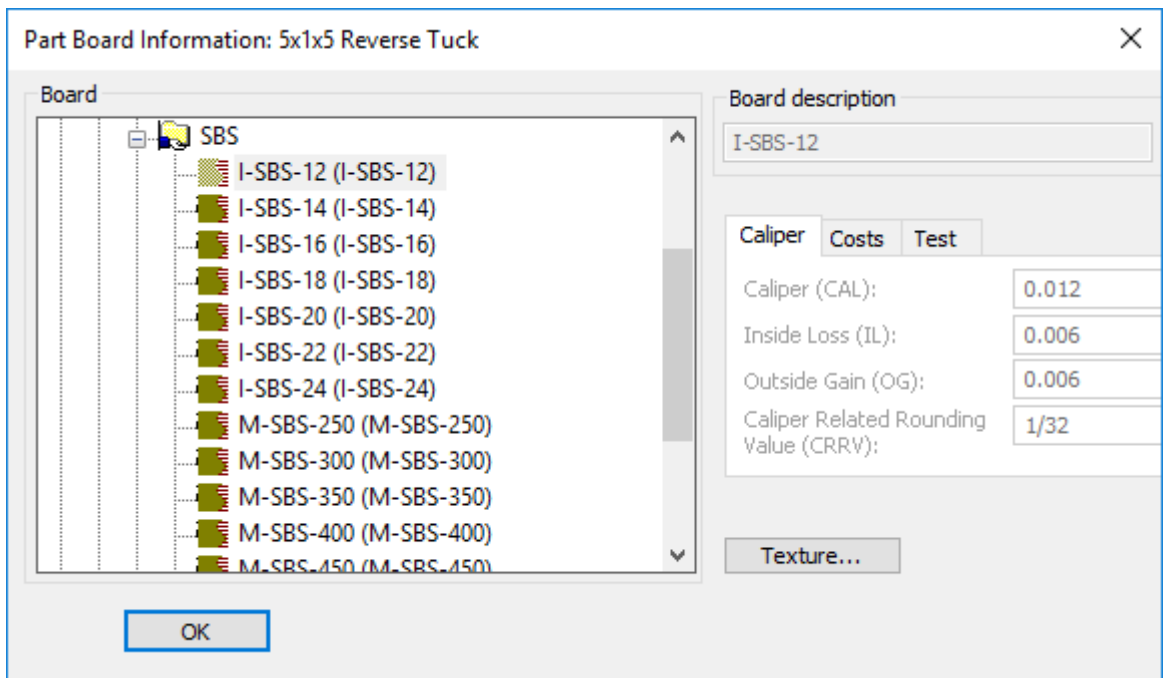 Part Board Information: 5x1x5 Reverse Tuck
Board
SBS
I-SBS-12 (I-SBS-12)
I-SBS-14 (I-SBS-14)
I-SBS-16 (I-SBS-16)
I-SBS-18 (I-SBS-18)
I-SBS-20 (I-SBS-20)
I-SBS-22 (I-SBS-22)
I-SBS-24 (I-SBS-24)
M-SBS-250 (M-SBS-250)
M-SBS-300 (M-SBS-300)
M-SBS-350 (M-SBS-350)
M-SBS-400 (M-SBS-400)
M-SBS-450 (M-SBS-450)
OK
Board description
I-SBS-12
Caliper Costs Test
Caliper (CAL): 0.012
Inside Loss (IL): 0.006
Outside Gain (OG): 0.006
Caliper Related Rounding
Value (CRRV): 1/32
Texture...